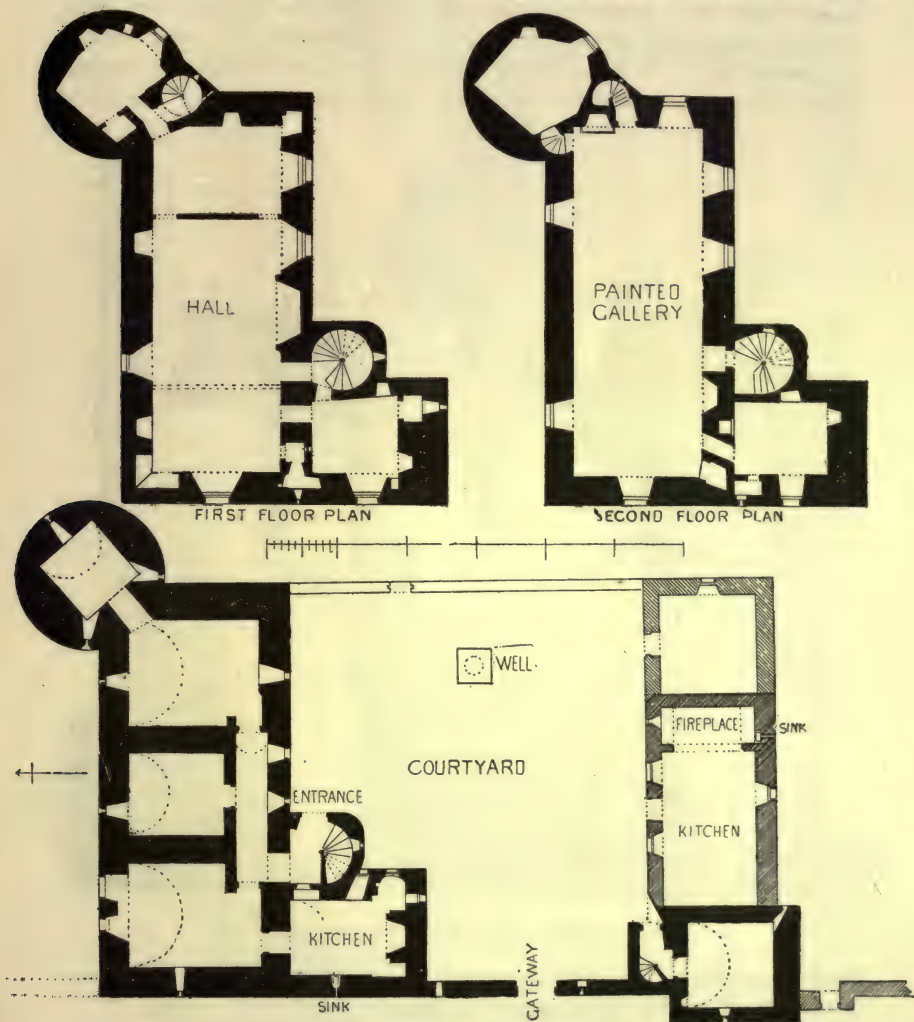 HALL
PAINTED
GALLERY
FIRST FLOOR PLAN
SECOND FLOOR PLAN
WELL.
FIREPLACE
SINK
COURTYARD
ENTRANCE
KITCHEN
KITCHEN
SINK
GATEWAY